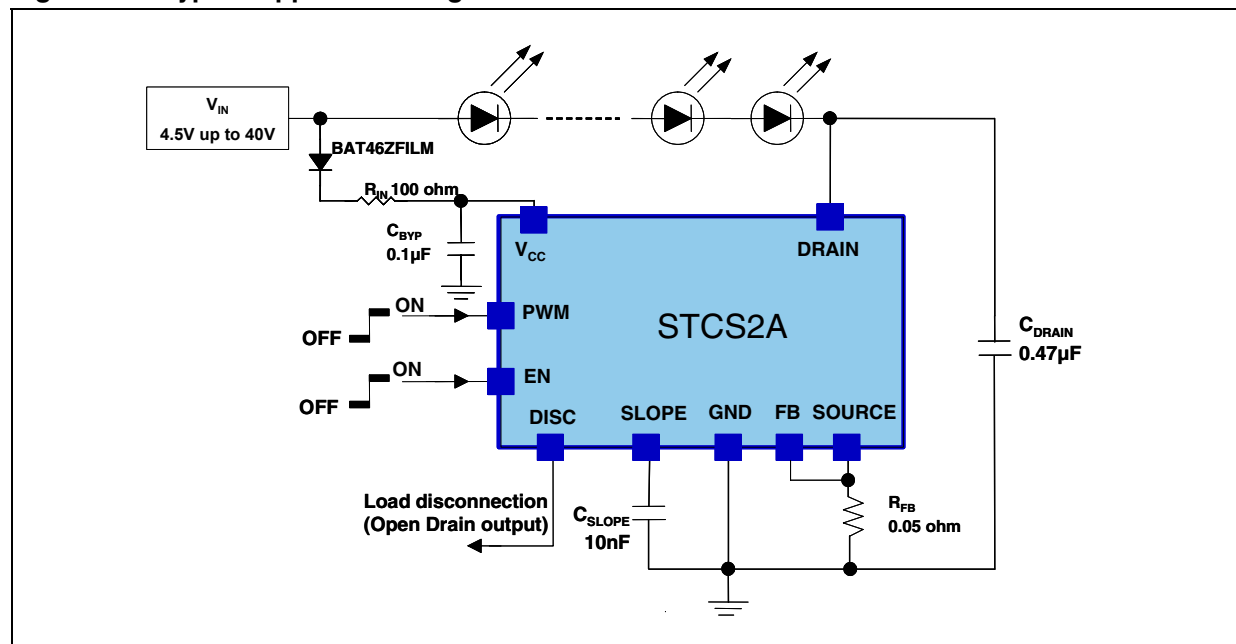 V_IN
4.5V up to 40V
BAT46ZFILM
R_IN 100 ohm
C_BYP
0.1µF
V_CC
DRAIN
ON
PWM
OFF
STCS2A
C_DRAIN
0.47µF
ON
EN
OFF
DISC
SLOPE
GND
FB
SOURCE
Load disconnection
(Open Drain output)
C_SLOPE
10nF
R_FB
0.05 ohm